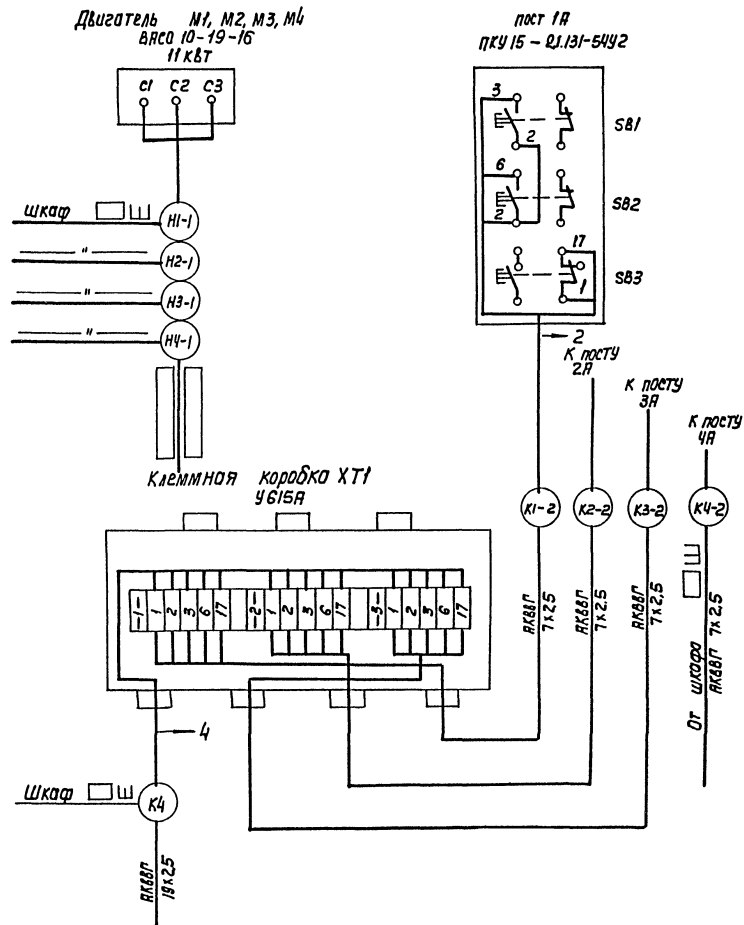 Двигатель М1, М2, М3, М4
ВАСО 10-19-16
11 кВт
С1 С2 С3
пост 1А
ПКУ 15 - 21.131-54У2
3
2
SВ1
6
2
SВ2
17
1
SВ3
2
Шкаф Ш
Н1-1
— " —
Н2-1
— " —
Н3-1
— " —
Н4-1
К посту
2А
К посту
3А
К посту
4А
Клеммная коробка ХТ1
У615А
К1-2
К2-2
К3-2
К4-2
-1- 1 2 3 6 17 -2- 1 2 3 6 17 -3- 1 2 3 6 17
АКВВГ
7х2,5
АКВВГ
7х2,5
АКВВГ
7х2,5
От шкафа Ш
АКВВГ 7х2,5
4
Шкаф Ш
К4
АКВВГ
19х2,5